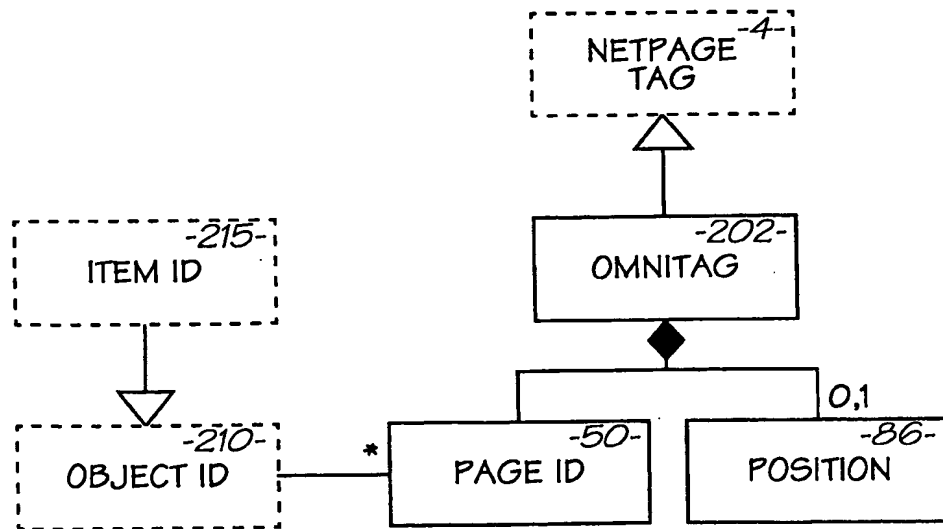 -4-
NETPAGE
TAG
-215-
ITEM ID
-202-
OMNITAG
0,1
-210-
OBJECT ID
*
-50-
PAGE ID
-86-
POSITION